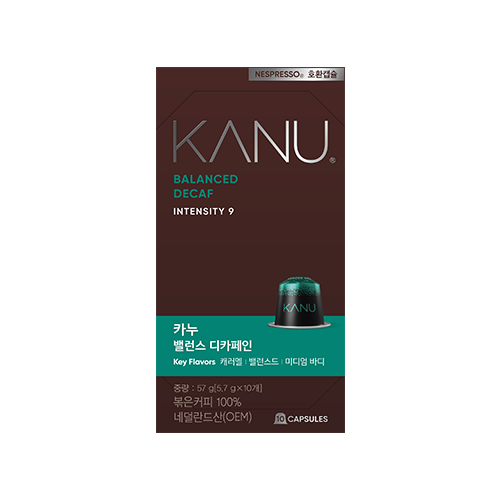 NESPRESSO® 호환캡슐
KANU®
BALANCED
DECAF
INTENSITY 9
KANU
카누
밸런스 디카페인
Key Flavors 캐러멜 | 밸런스드 | 미디엄 바디
중량 : 57 g[5.7 g×10개]
볶은커피 100%
네덜란드산(OEM)
10 CAPSULES